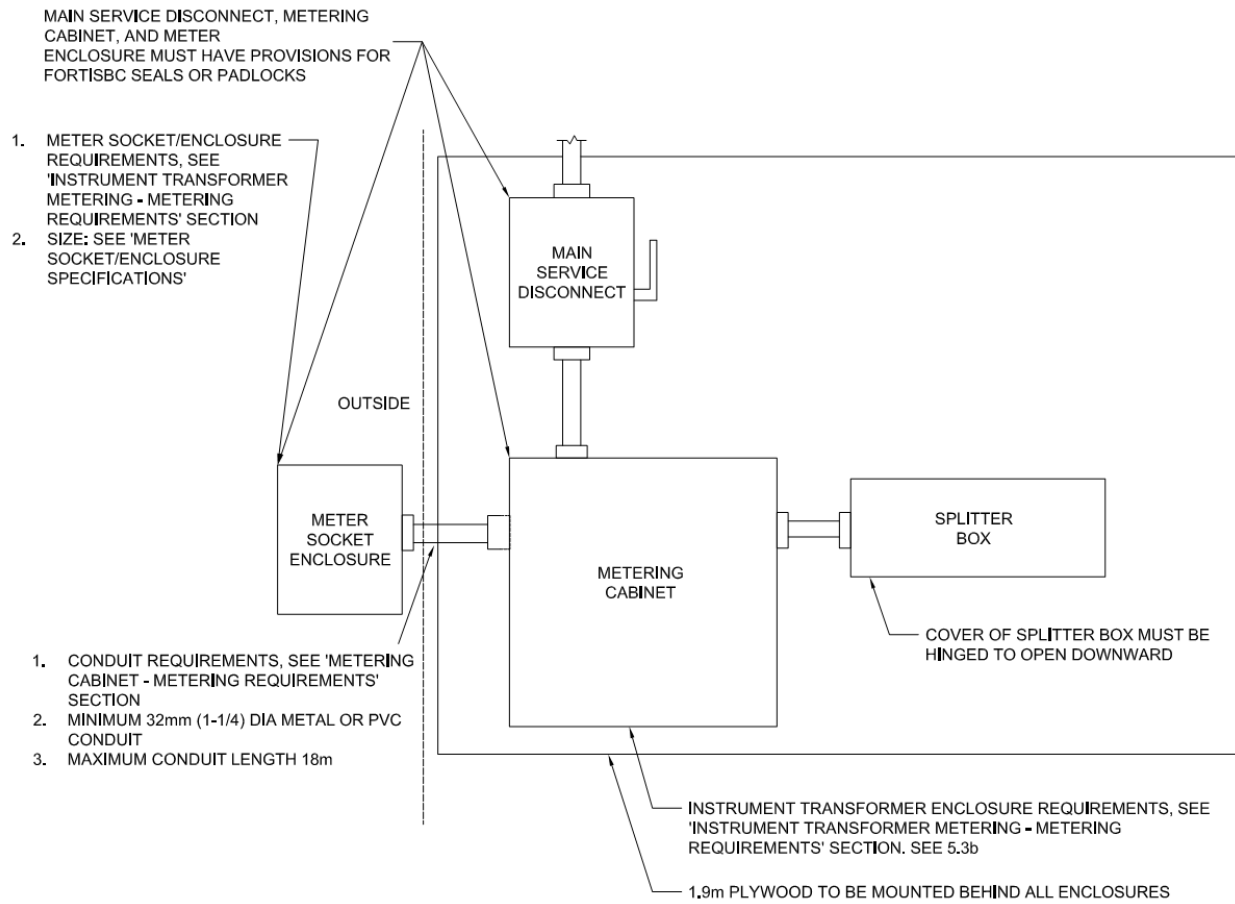 MAIN SERVICE DISCONNECT, METERING
CABINET, AND METER
ENCLOSURE MUST HAVE PROVISIONS FOR
FORTISBC SEALS OR PADLOCKS
1. METER SOCKET/ENCLOSURE
REQUIREMENTS, SEE
'INSTRUMENT TRANSFORMER
METERING - METERING
REQUIREMENTS' SECTION
2. SIZE: SEE 'METER
SOCKET/ENCLOSURE
SPECIFICATIONS'
MAIN
SERVICE
DISCONNECT
OUTSIDE
METER
SOCKET
ENCLOSURE
METERING
CABINET
SPLITTER
BOX
COVER OF SPLITTER BOX MUST BE
HINGED TO OPEN DOWNWARD
1. CONDUIT REQUIREMENTS, SEE 'METERING
CABINET - METERING REQUIREMENTS'
SECTION
2. MINIMUM 32mm (1-1/4) DIA METAL OR PVC
CONDUIT
3. MAXIMUM CONDUIT LENGTH 18m
INSTRUMENT TRANSFORMER ENCLOSURE REQUIREMENTS, SEE
'INSTRUMENT TRANSFORMER METERING - METERING
REQUIREMENTS' SECTION. SEE 5.3b
1.9m PLYWOOD TO BE MOUNTED BEHIND ALL ENCLOSURES